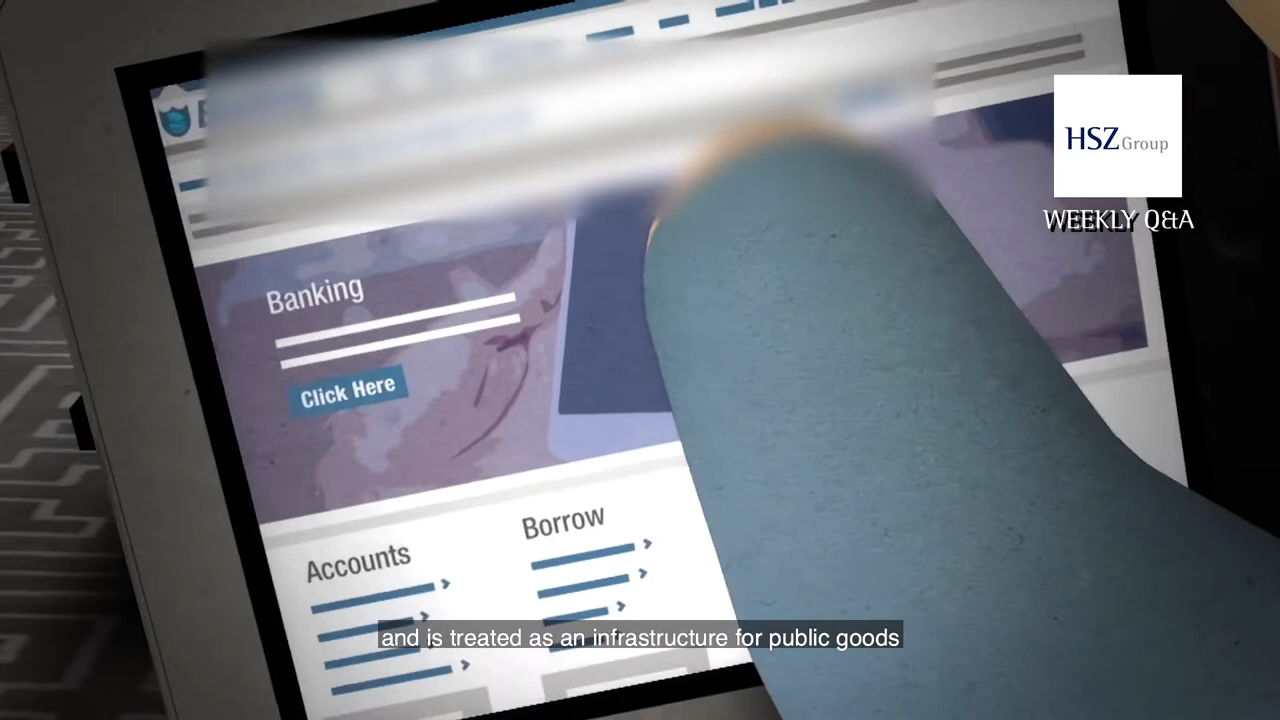 HSZ Group
WEEKLY Q&A
Banking
Click Here
Borrow
Accounts
and is treated as an infrastructure for public goods